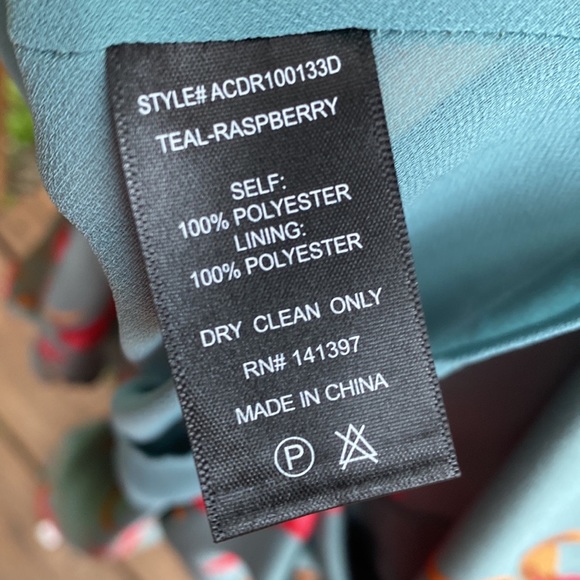 STYLE# ACDR100133D
TEAL-RASPBERRY
SELF:
100% POLYESTER
LINING:
100% POLYESTER
DRY CLEAN ONLY
RN# 141397
MADE IN CHINA
P